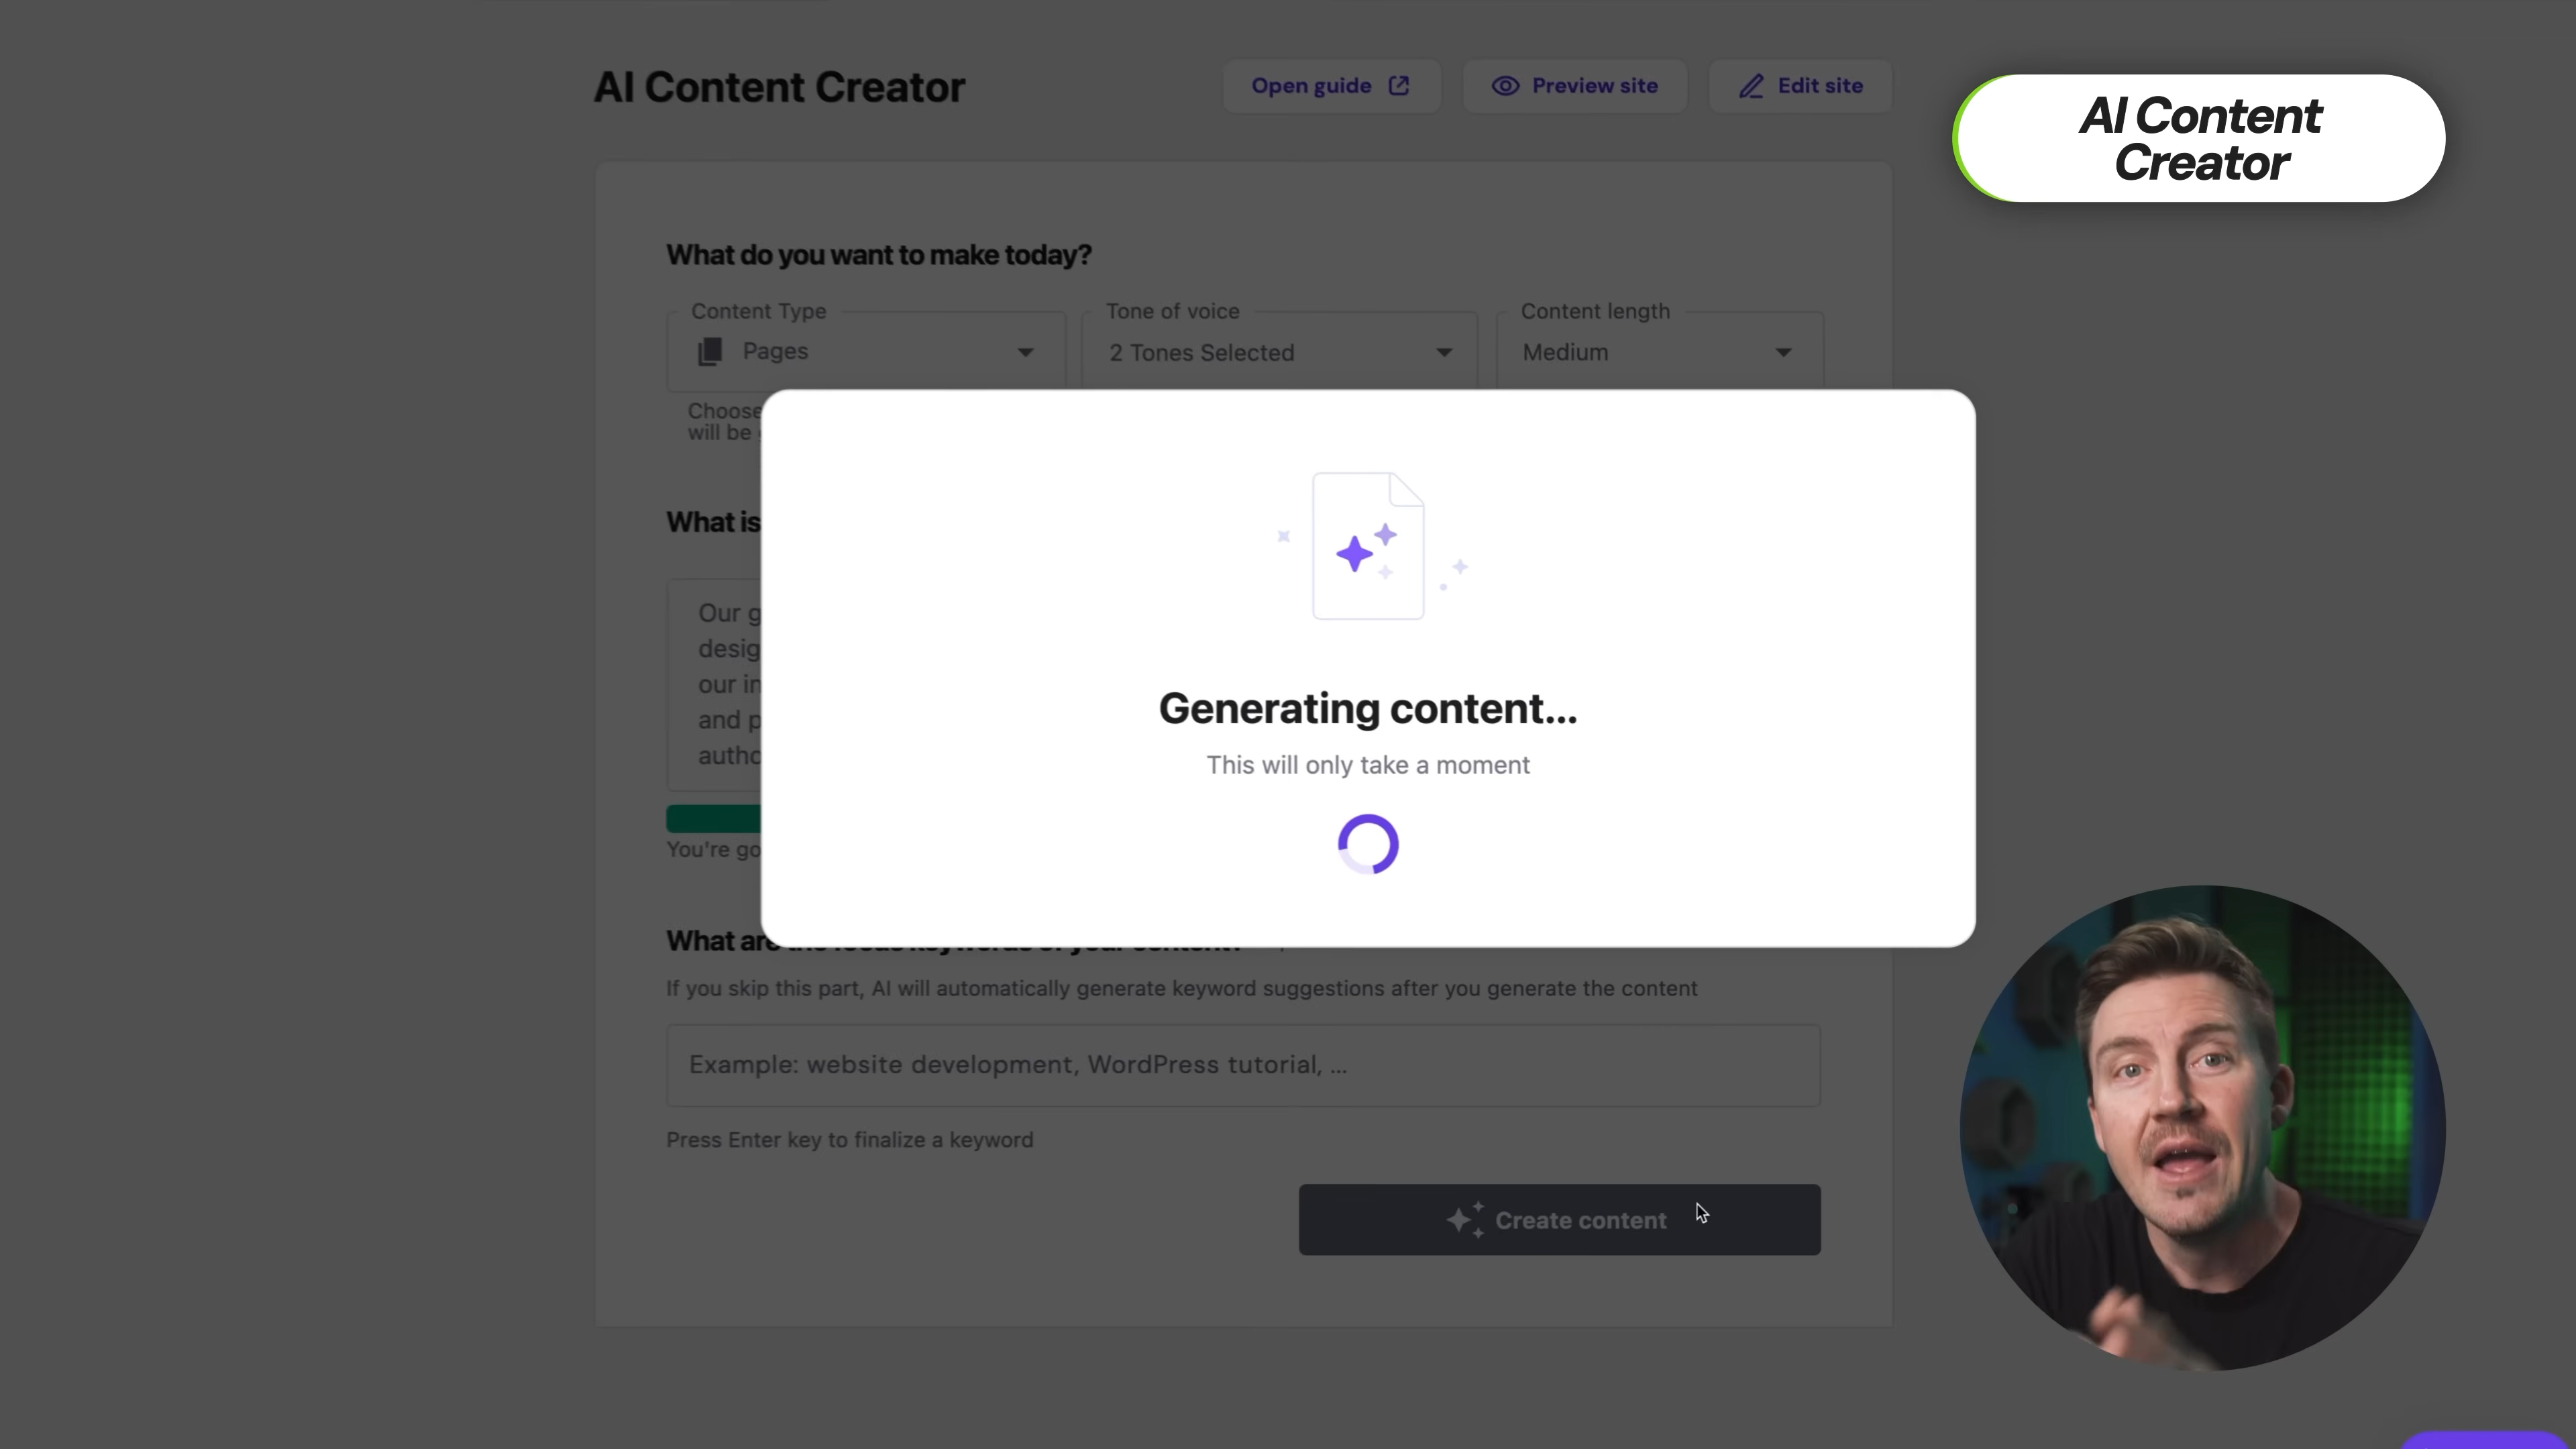 AI Content Creator
Open guide
Preview site
Edit site
AI Content
Creator
What do you want to make today?
Content Type
Tone of voice
Content length
Pages
2 Tones Selected
Medium
Choose
will be
What is
Our g
desig
our in
and p
autho
Generating content...
This will only take a moment
You're go
What are the focus keywords of your content?
If you skip this part, AI will automatically generate keyword suggestions after you generate the content
Example: website development, WordPress tutorial, ...
Press Enter key to finalize a keyword
Create content